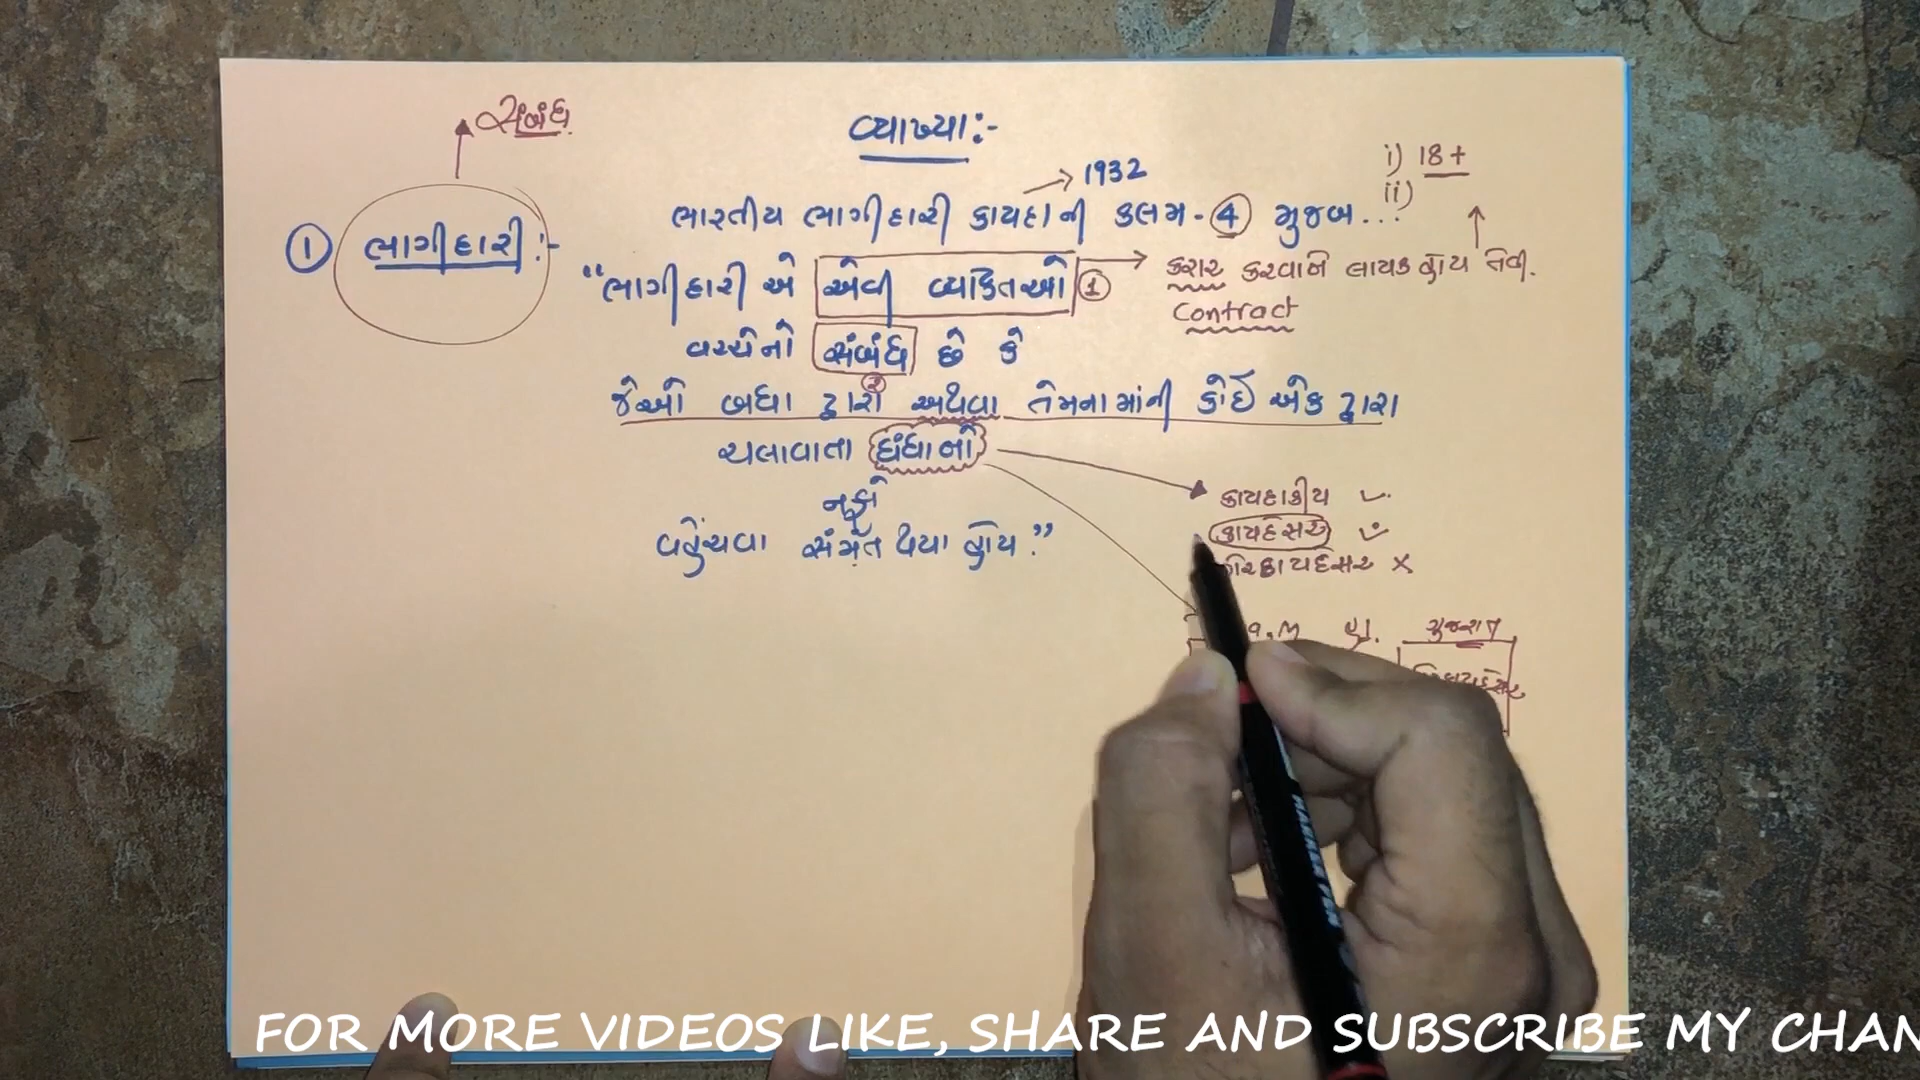 સંબંધ
વ્યાખ્યા:-
→ 1932
i) 18+
ii)
ભારતીય ભાગીદારી કાયદાની કલમ-4 મુજબ...
① ભાગીદારી:-
"ભાગીદારી એ એવી વ્યક્તિઓ ①
→ કરાર કરવાને લાયક હોય તેવી.
Contract
વચ્ચેનો સંબંધ છે કે
②
જેઓ બધા દ્વારા અથવા તેમનામાંની કોઈ એક દ્વારા
ચલાવાતા ધંધાનો
નફો
વહેંચવા સંમત થયા હોય."
કાયદાકીય ✓
કાયદેસર ✓
ગેરકાયદેસર ×
ગુજરાત
FOR MORE VIDEOS LIKE, SHARE AND SUBSCRIBE MY CHAN